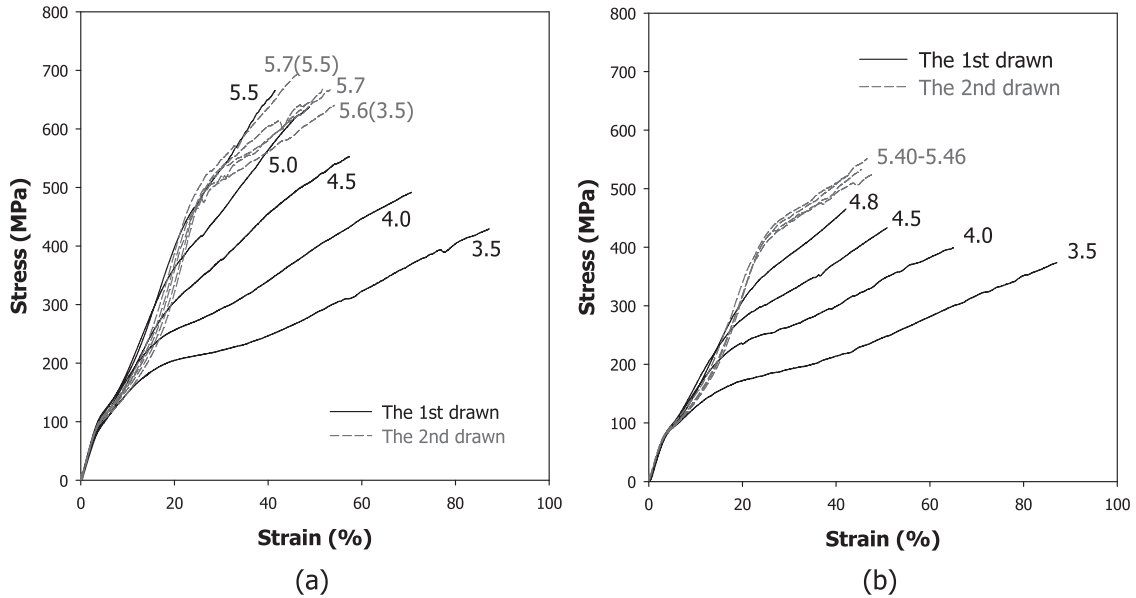 800
700
600
500
400
300
200
100
0
Stress (MPa)
5.7(5.5)
5.5
5.7
5.6(3.5)
5.0
4.5
4.0
3.5
The 1st drawn
The 2nd drawn
0 20 40 60 80 100
Strain (%)
(a)
800
700
600
500
400
300
200
100
0
Stress (MPa)
The 1st drawn
The 2nd drawn
5.40-5.46
4.8
4.5
4.0
3.5
0 20 40 60 80 100
Strain (%)
(b)